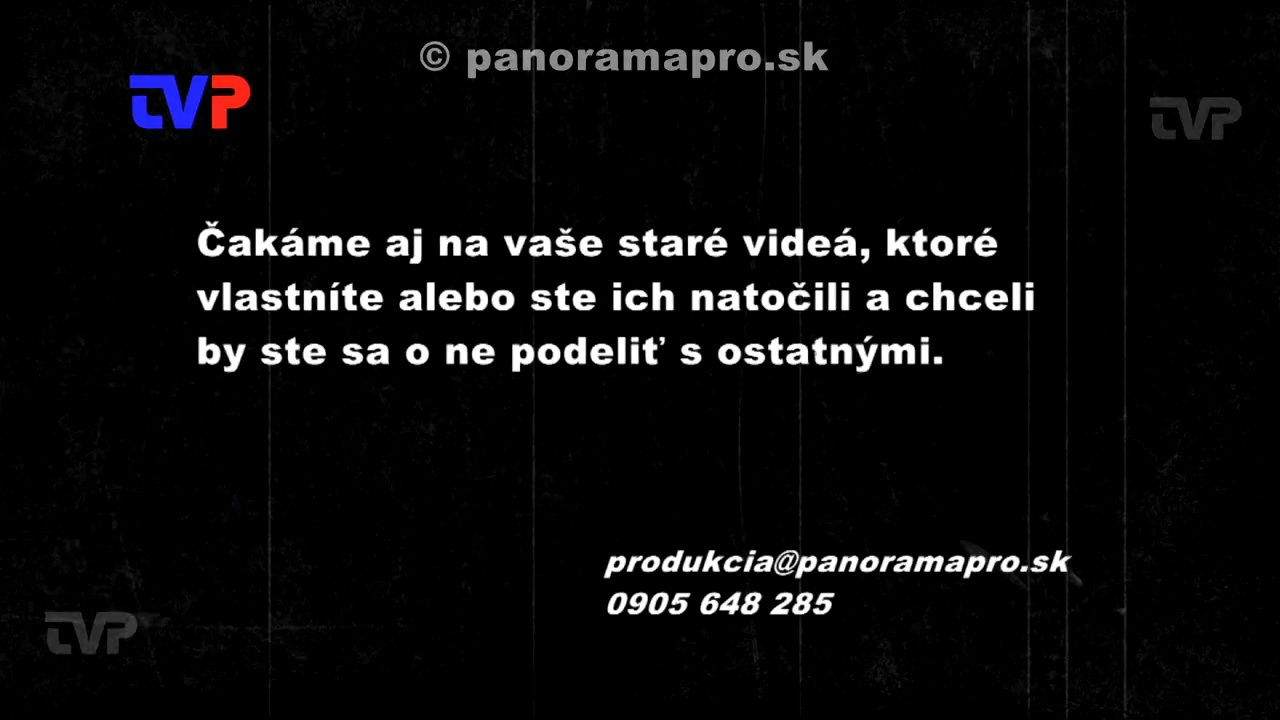 © panoramapro.sk
TVP
TVP
Čakáme aj na vaše staré videá, ktoré
vlastníte alebo ste ich natočili a chceli
by ste sa o ne podeliť s ostatnými.
produkcia@panoramapro.sk
0905 648 285
TVP